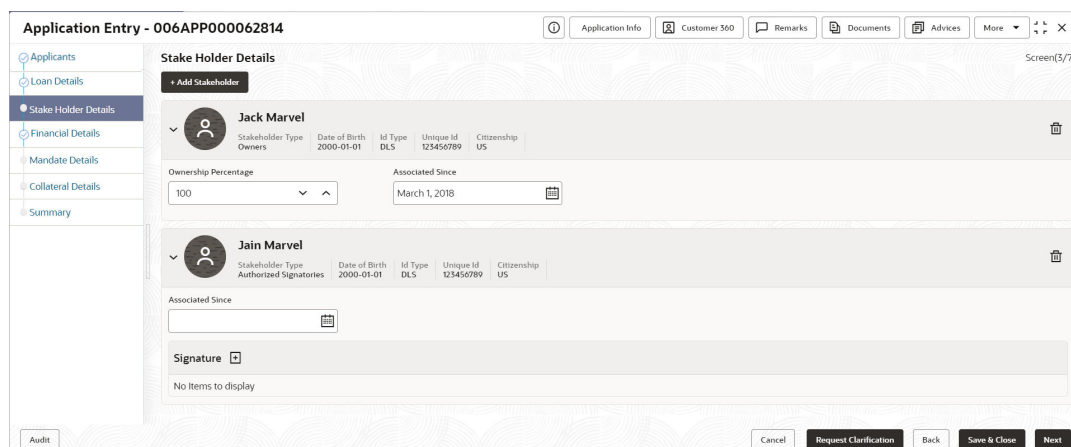 Application Entry - 006APP000062814
Application Info
Customer 360
Remarks
Documents
Advices
More
Applicants
Loan Details
Stake Holder Details
Financial Details
Mandate Details
Collateral Details
Summary
Stake Holder Details
Screen(3/7
+ Add Stakeholder
Jack Marvel
Stakeholder Type Date of Birth Id Type Unique Id Citizenship
Owners 2000-01-01 DLS 123456789 US
Ownership Percentage Associated Since
100 March 1, 2018
Jain Marvel
Stakeholder Type Date of Birth Id Type Unique Id Citizenship
Authorized Signatories 2000-01-01 DLS 123456789 US
Associated Since
Signature
No items to display
Audit
Cancel
Request Clarification
Back
Save & Close
Next